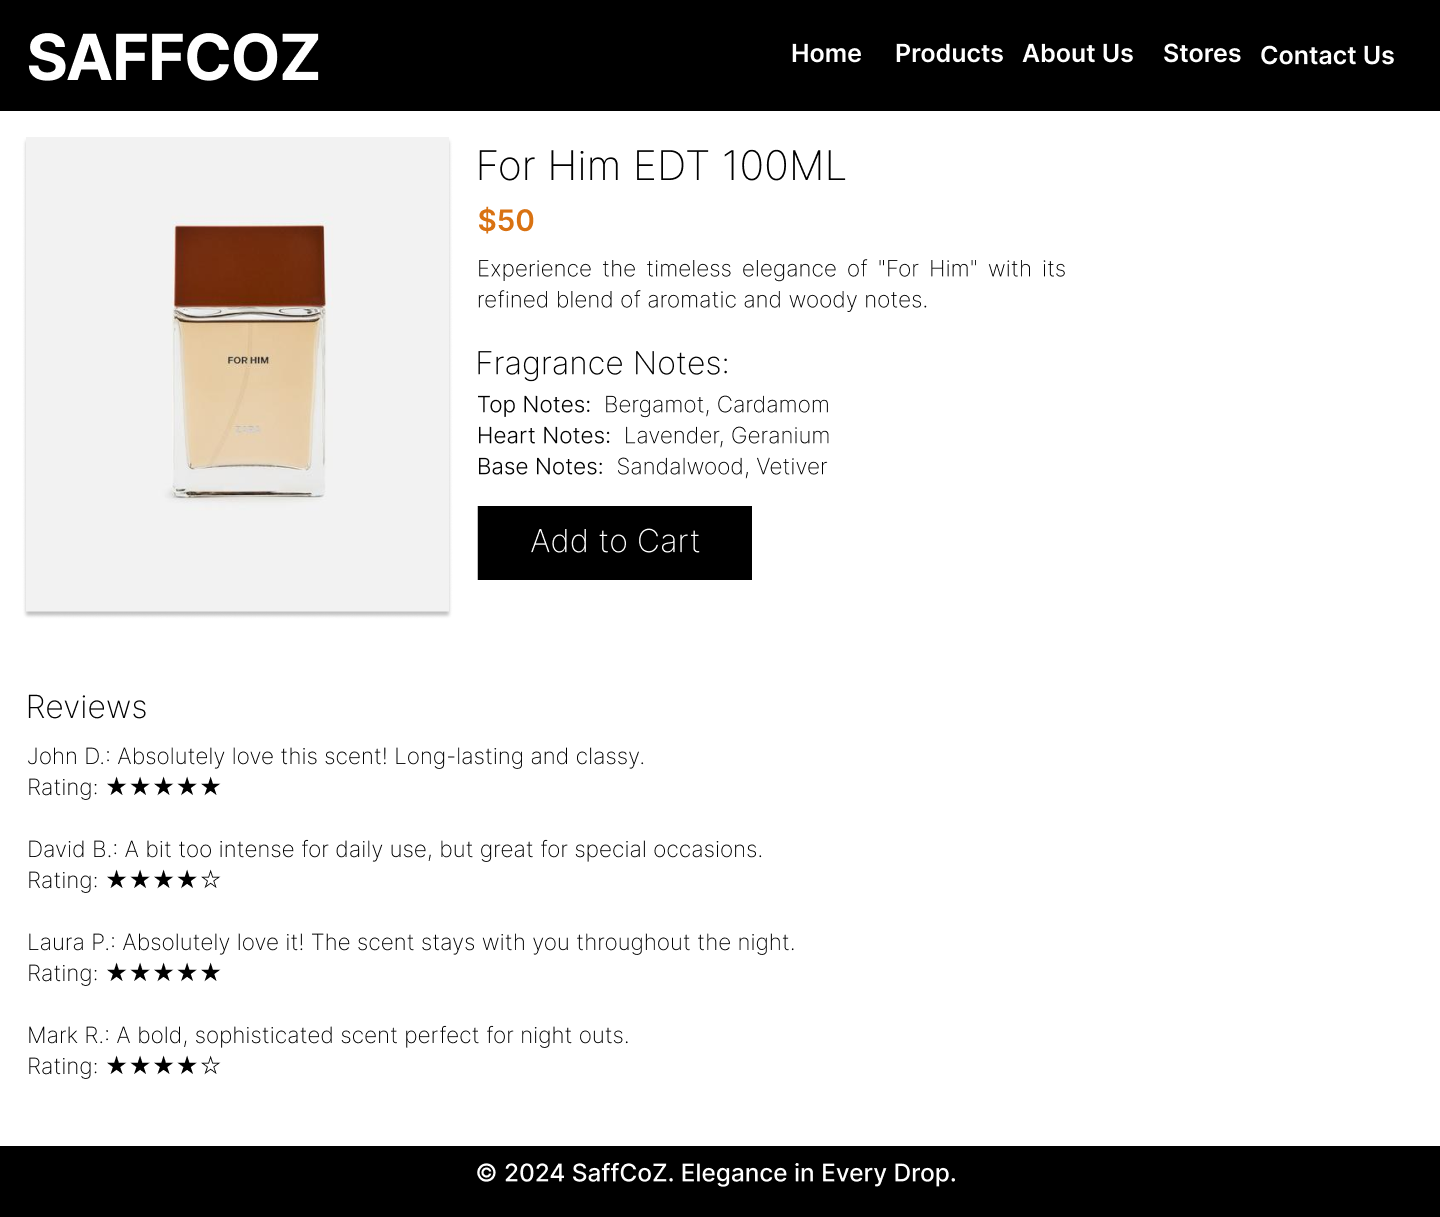 SAFFCOZ
Home Products About Us Stores Contact Us
For Him EDT 100ML
$50
Experience the timeless elegance of "For Him" with its
refined blend of aromatic and woody notes.
Fragrance Notes:
Top Notes: Bergamot, Cardamom
Heart Notes: Lavender, Geranium
Base Notes: Sandalwood, Vetiver
Add to Cart
FOR HIM
ZARA
Reviews
John D.: Absolutely love this scent! Long-lasting and classy.
Rating: ★★★★★
David B.: A bit too intense for daily use, but great for special occasions.
Rating: ★★★★☆
Laura P.: Absolutely love it! The scent stays with you throughout the night.
Rating: ★★★★★
Mark R.: A bold, sophisticated scent perfect for night outs.
Rating: ★★★★☆
© 2024 SaffCoZ. Elegance in Every Drop.